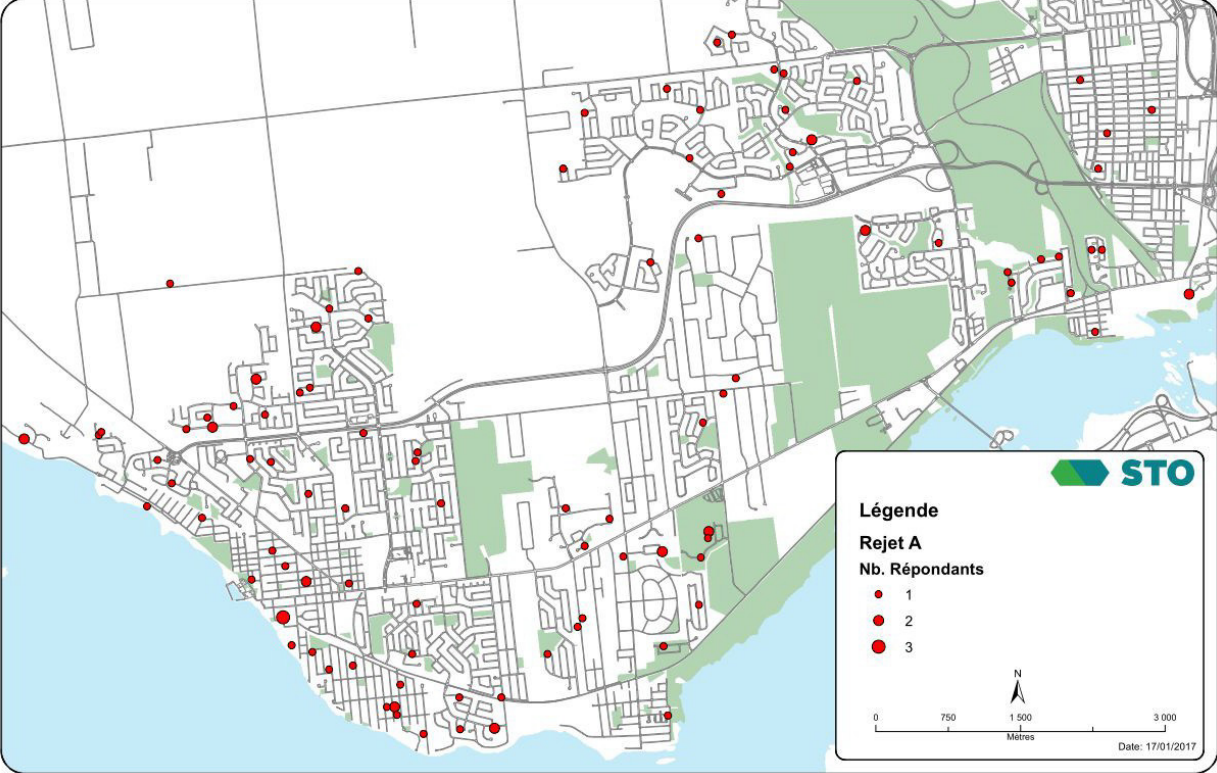 STO
Légende
Rejet A
Nb. Répondants
1
2
3
N
0 750 1 500 3 000
Mètres
Date: 17/01/2017